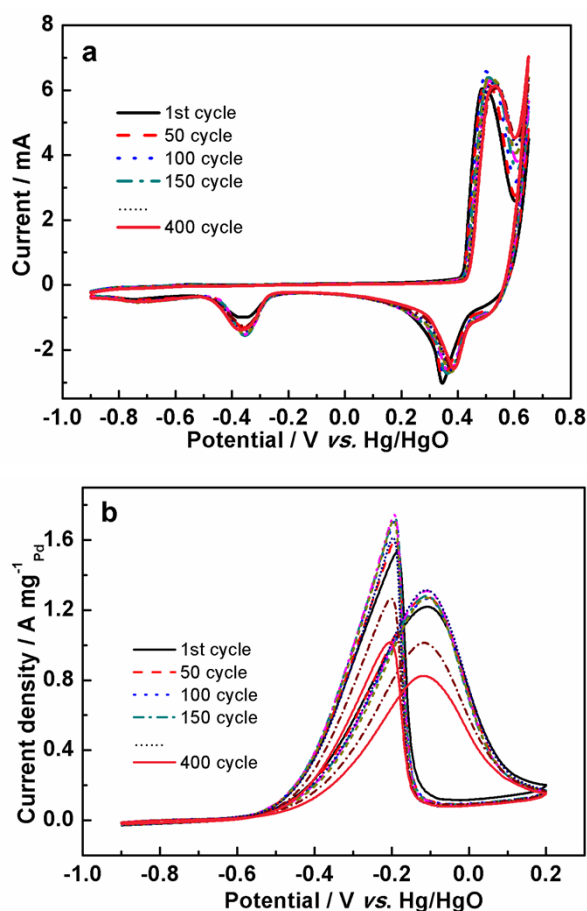 a
8
6
4
2
0
-2
Current / mA
1st cycle
50 cycle
100 cycle
150 cycle
........
400 cycle
-1.0 -0.8 -0.6 -0.4 -0.2 0.0 0.2 0.4 0.6 0.8
Potential / V vs. Hg/HgO
b
1.6
1.2
0.8
0.4
0.0
Current density / A mg⁻¹ Pd
1st cycle
50 cycle
100 cycle
150 cycle
........
400 cycle
-1.0 -0.8 -0.6 -0.4 -0.2 0.0 0.2
Potential / V vs. Hg/HgO